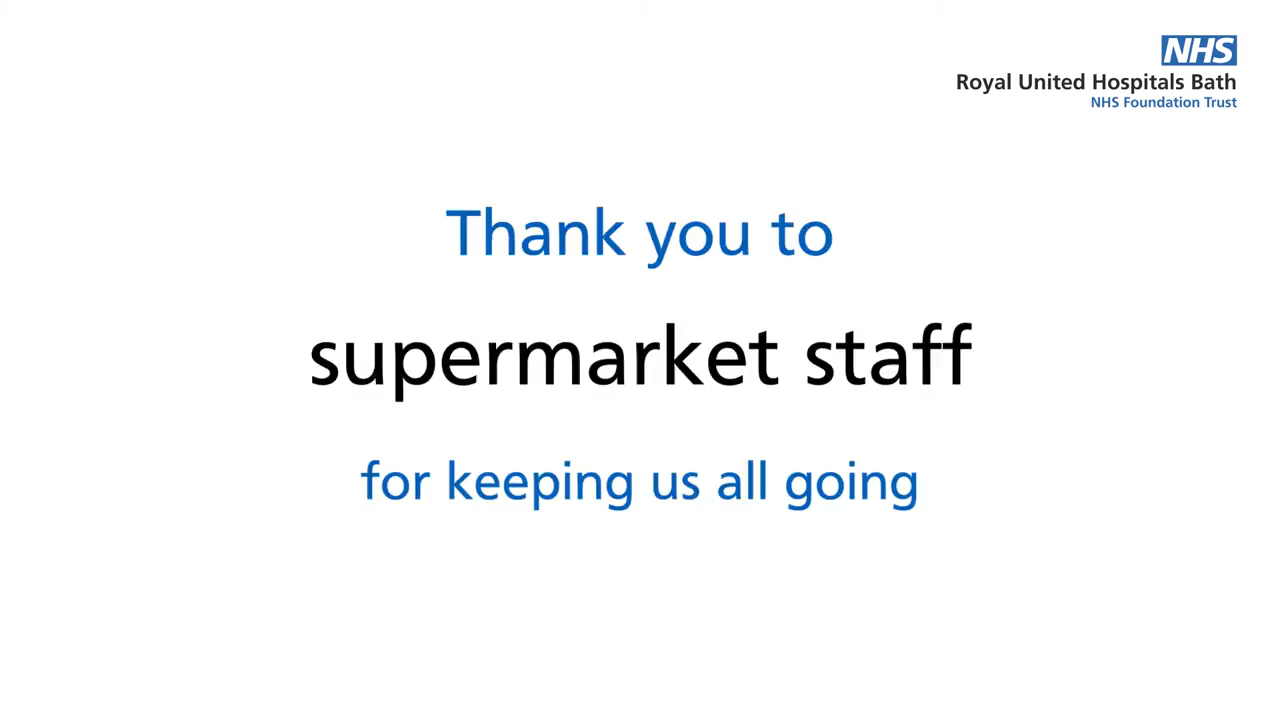 NHS
Royal United Hospitals Bath
NHS Foundation Trust
Thank you to
supermarket staff
for keeping us all going